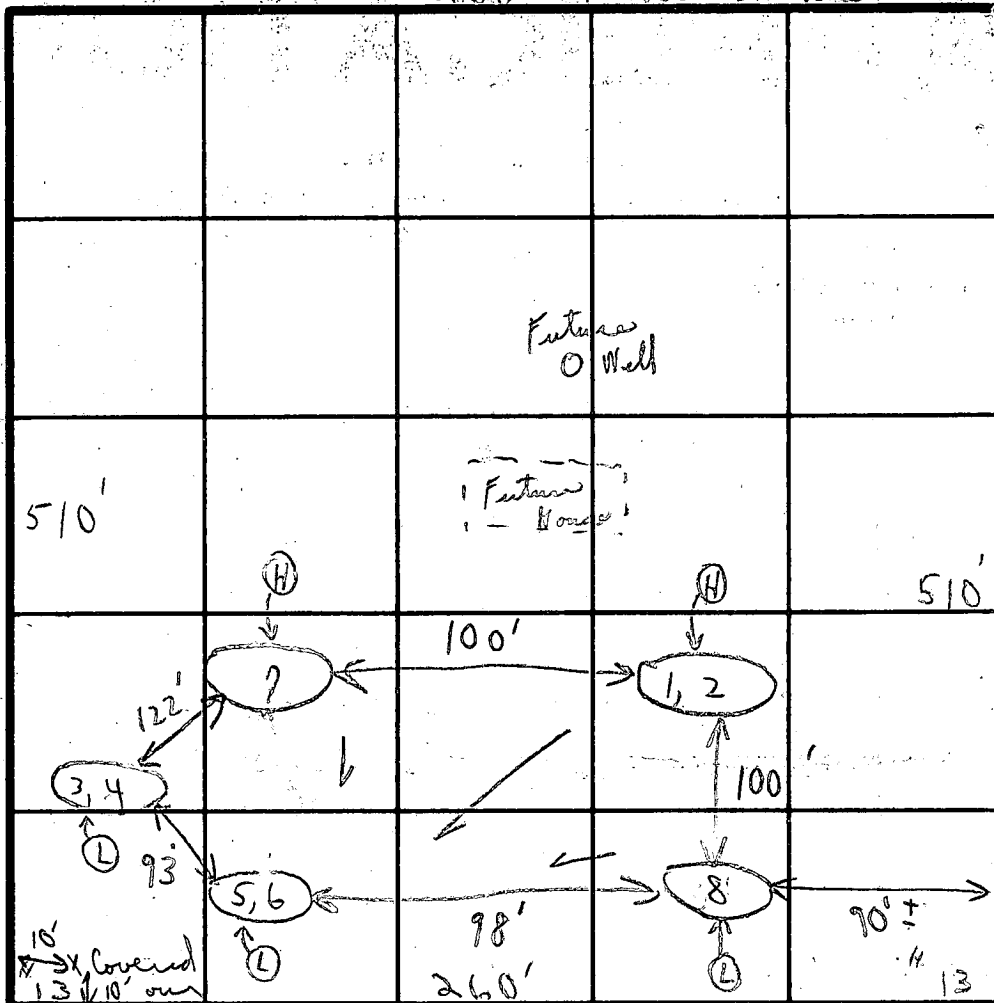 Future
O Well
Future
House
510'
510'
H
H
100'
7
1, 2
122'
3, 4
100'
L
93'
5, 6
98'
8
90' ±
L
L
10'
X Covered
13 10'
260'
13